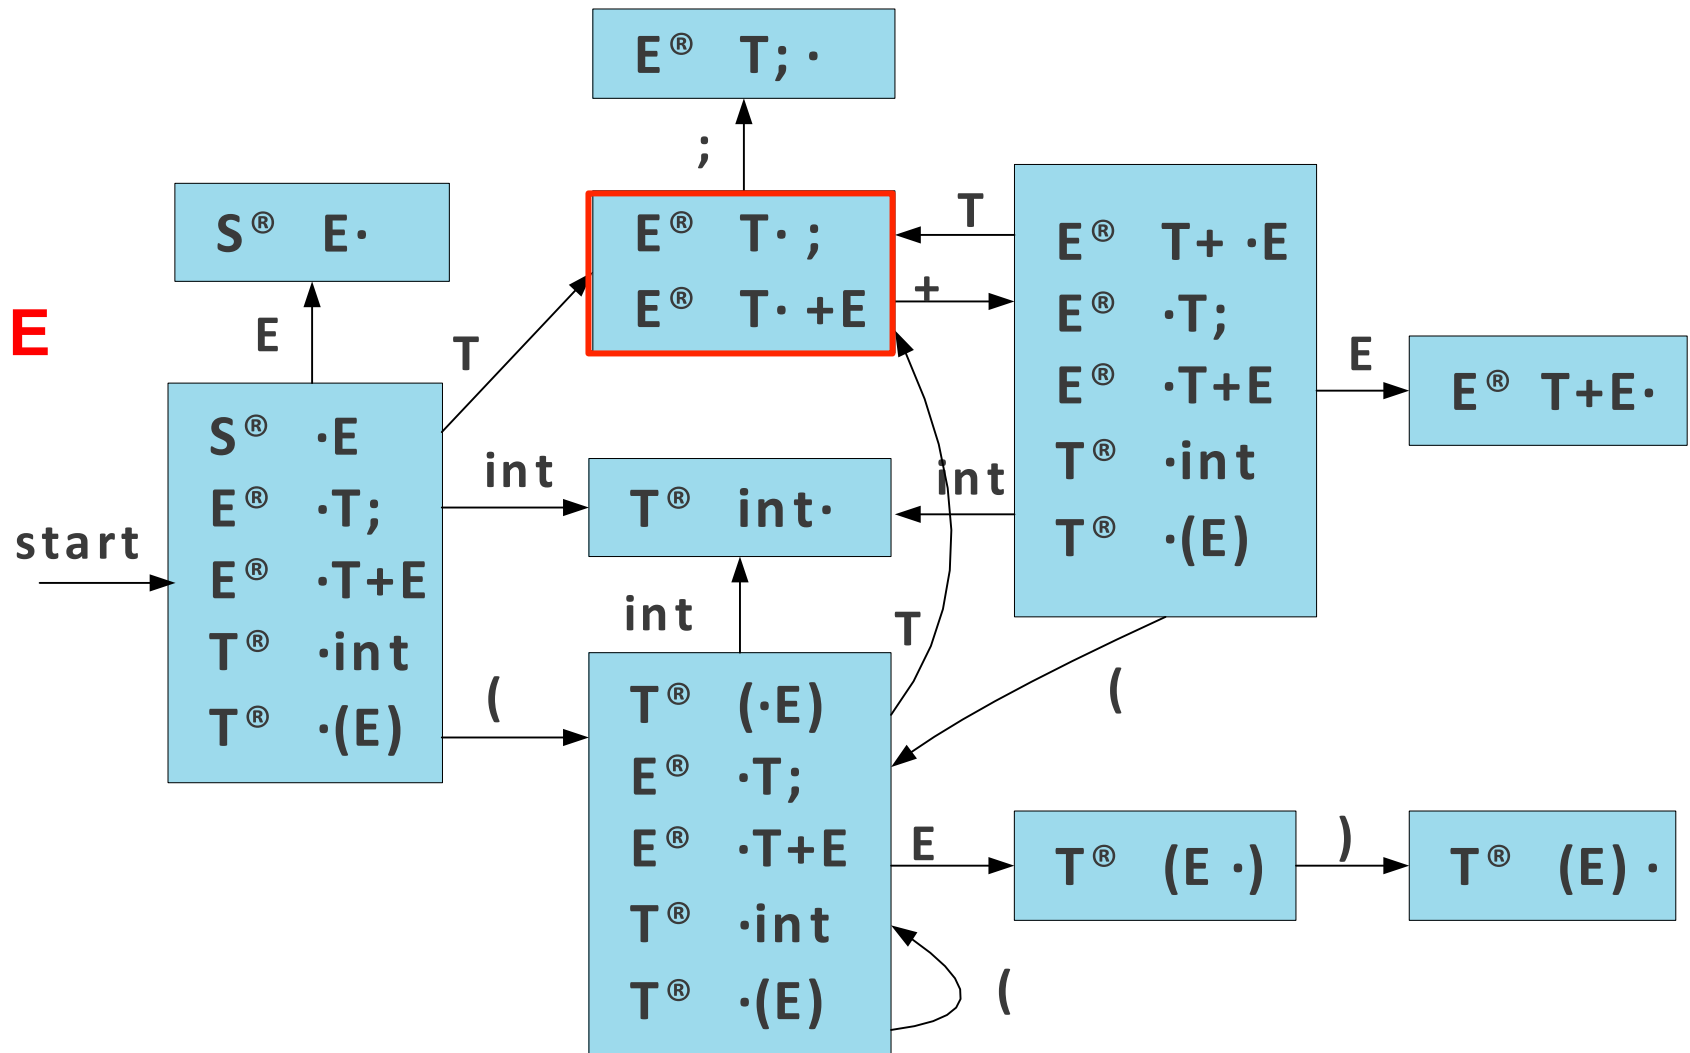 E® T;·
;
S® E·
E® T·;
E® T·+E
T
+
E® T+ ·E
E® ·T;
E® ·T+E
T® ·int
T® ·(E)
E
E
T
E
E® T+E·
S® ·E
E® ·T;
E® ·T+E
T® ·int
T® ·(E)
start
int
T® int·
int
int
T
(
(
T® (·E)
E® ·T;
E® ·T+E
T® ·int
T® ·(E)
E
T® (E ·)
)
T® (E) ·
(